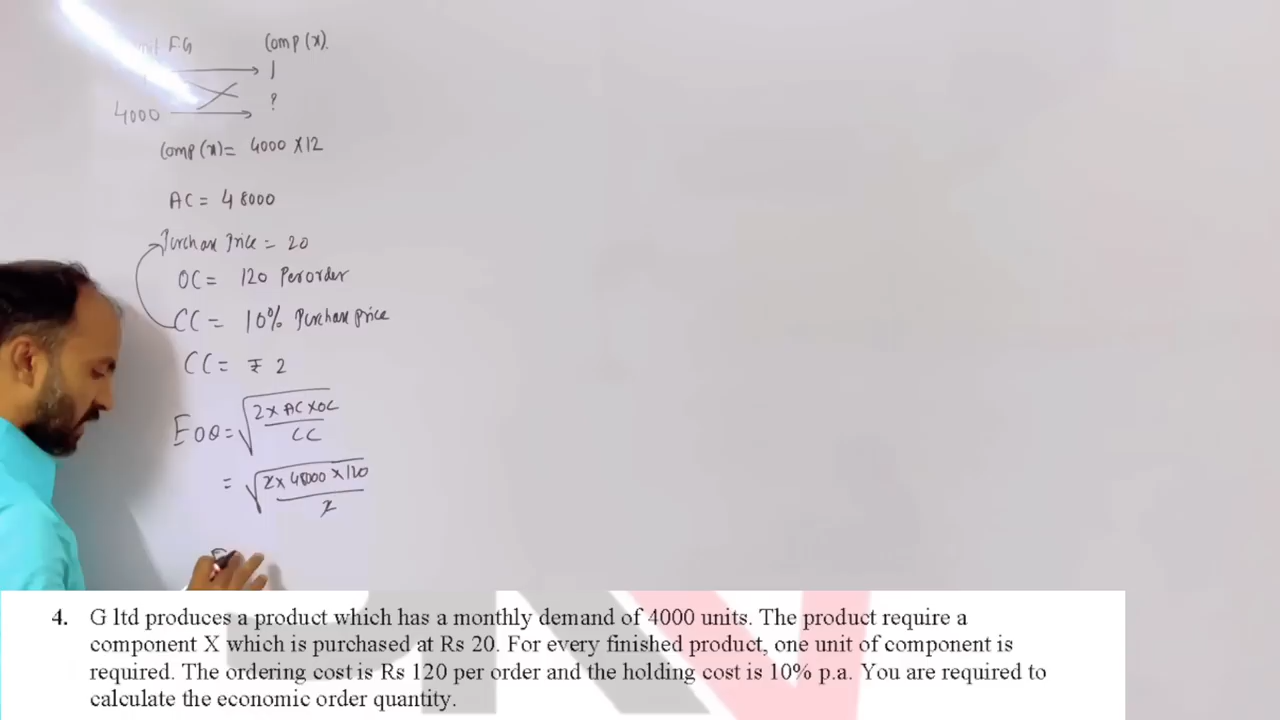 FG Comp (x).
1
4000 ?
Comp (x) = 4000 X 12
AC = 48000
Purchase Price = 20
OC = 120 Per order
CC = 10% Purchase price
CC = ₹ 2
EOQ = √ 2 x AC x OC
CC
= √ 2 x 48000 x 120
2
4. G ltd produces a product which has a monthly demand of 4000 units. The product require a
component X which is purchased at Rs 20. For every finished product, one unit of component is
required. The ordering cost is Rs 120 per order and the holding cost is 10% p.a. You are required to
calculate the economic order quantity.